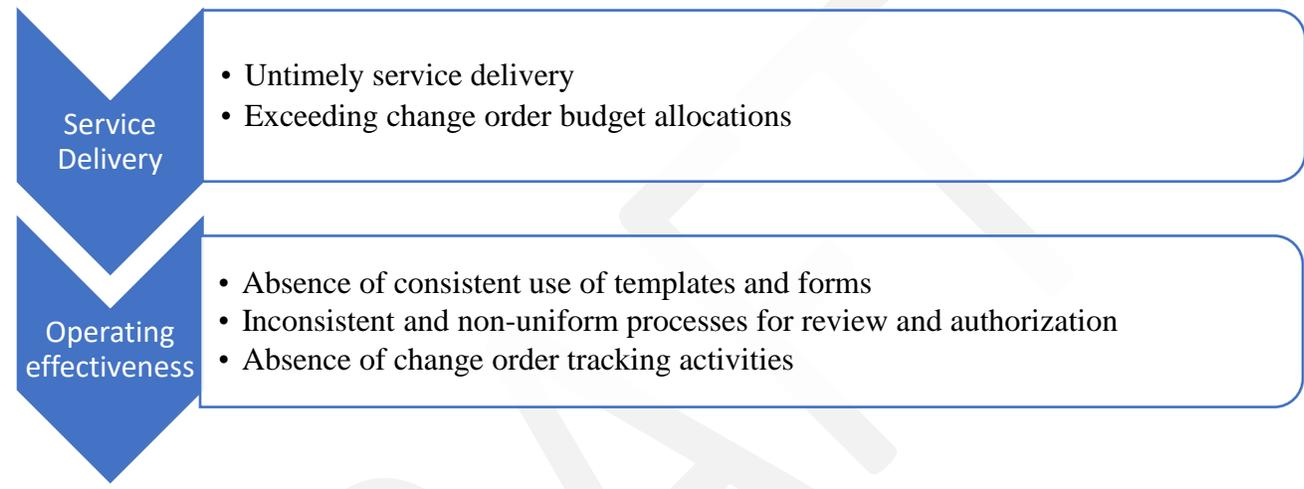 Service
Delivery
• Untimely service delivery
• Exceeding change order budget allocations
Operating
effectiveness
• Absence of consistent use of templates and forms
• Inconsistent and non-uniform processes for review and authorization
• Absence of change order tracking activities